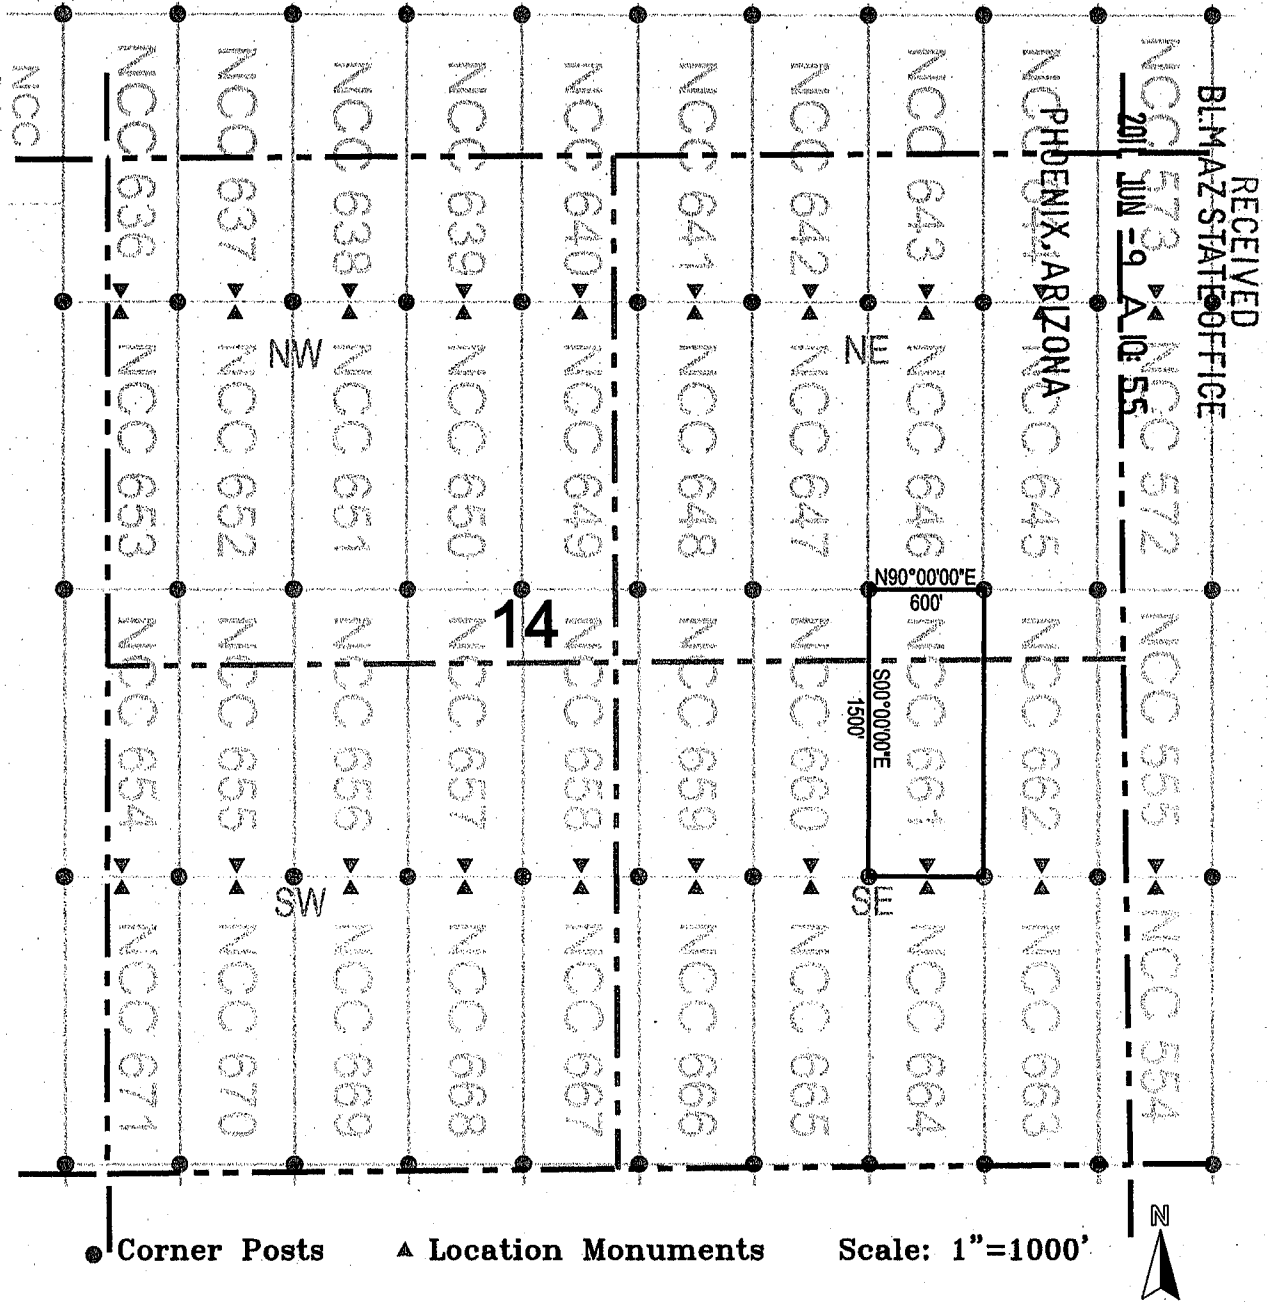 NCC
NCC 636
NCC 637
NCC 638
NCC 639
NCC 640
NCC 641
NCC 642
NCC 643
NCC 644
NCC 573
RECEIVED
BLM AZ STATE OFFICE
JUN -9 A 10:55
PHOENIX, ARIZONA
NW
NE
NCC 653
NCC 652
NCC 651
NCC 650
NCC 649
NCC 648
NCC 647
NCC 646
NCC 645
NCC 572
N90°00'00"E
600'
14
NCC 654
NCC 655
NCC 656
NCC 657
NCC 658
NCC 659
NCC 660
S00°00'00"E
1500'
NCC 661
NCC 662
NCC 555
SW
SE
NCC 671
NCC 670
NCC 669
NCC 668
NCC 667
NCC 666
NCC 665
NCC 664
NCC 663
NCC 554
N
Corner Posts
Location Monuments
Scale: 1"=1000'